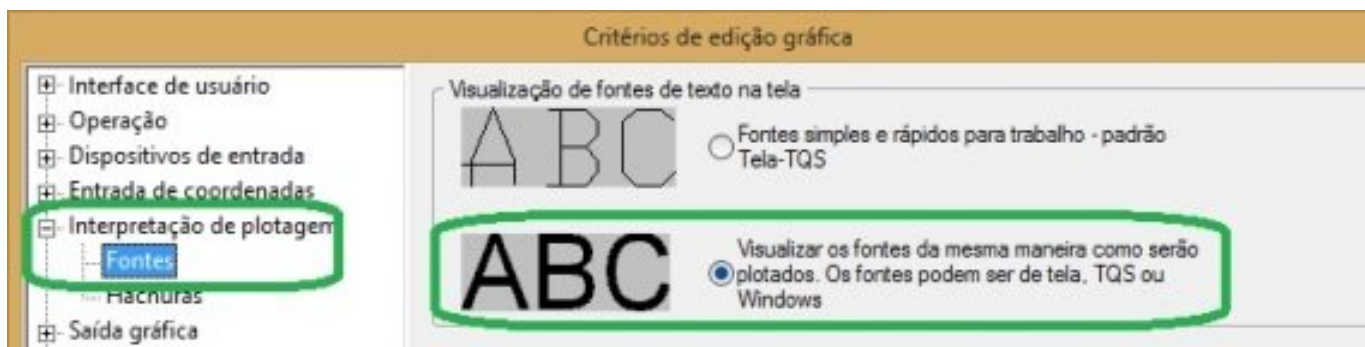 Critérios de edição gráfica
Interface de usuário
Operação
Dispositivos de entrada
Entrada de coordenadas
Interpretação de plotagem
Fontes
Hachuras
Saída gráfica
Visualização de fontes de texto na tela
ABC
Fontes simples e rápidos para trabalho - padrão
Tela-TQS
ABC
Visualizar os fontes da mesma maneira como serão
plotados. Os fontes podem ser de tela, TQS ou
Windows